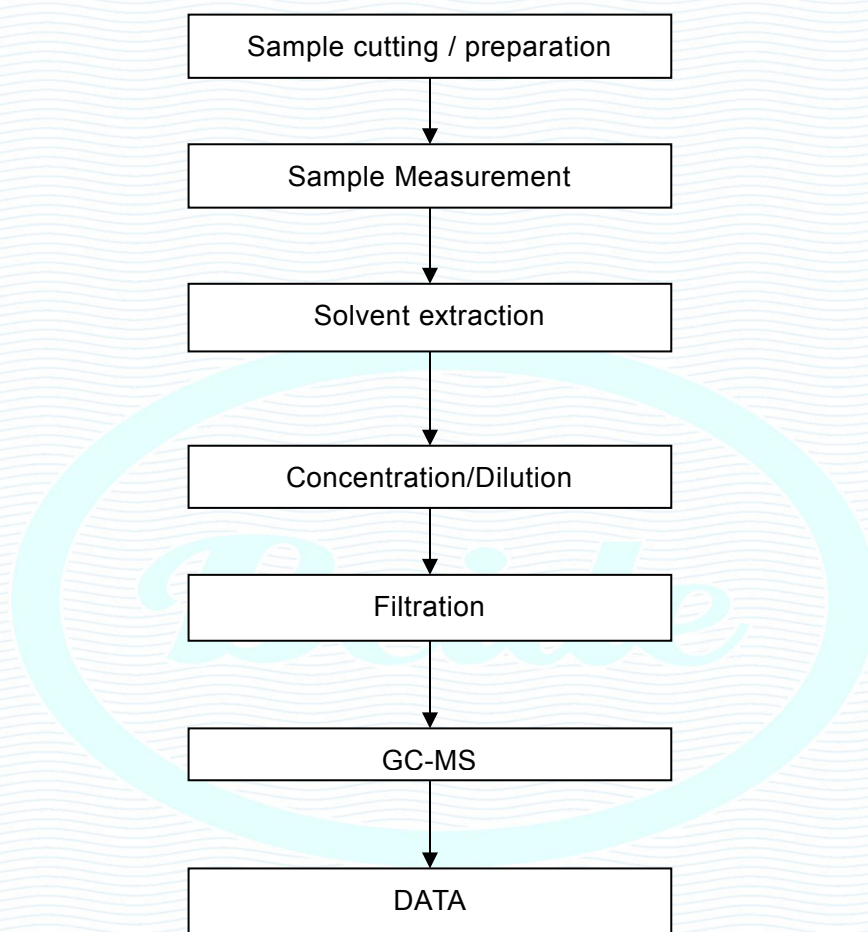 Sample cutting / preparation
Sample Measurement
Solvent extraction
Concentration/Dilution
Filtration
GC-MS
DATA